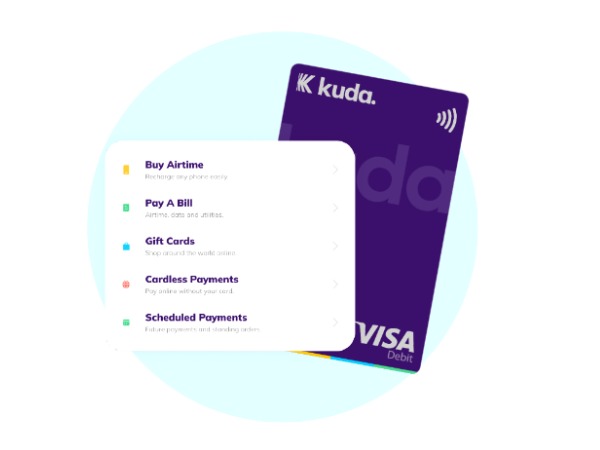 kuda.
da
Buy Airtime
Recharge any phone easily.
Pay A Bill
Airtime, data and utilities.
Gift Cards
Shop around the world online
Cardless Payments
Pay online without your card.
Scheduled Payments
Future payments and standing orders.
VISA
Debit